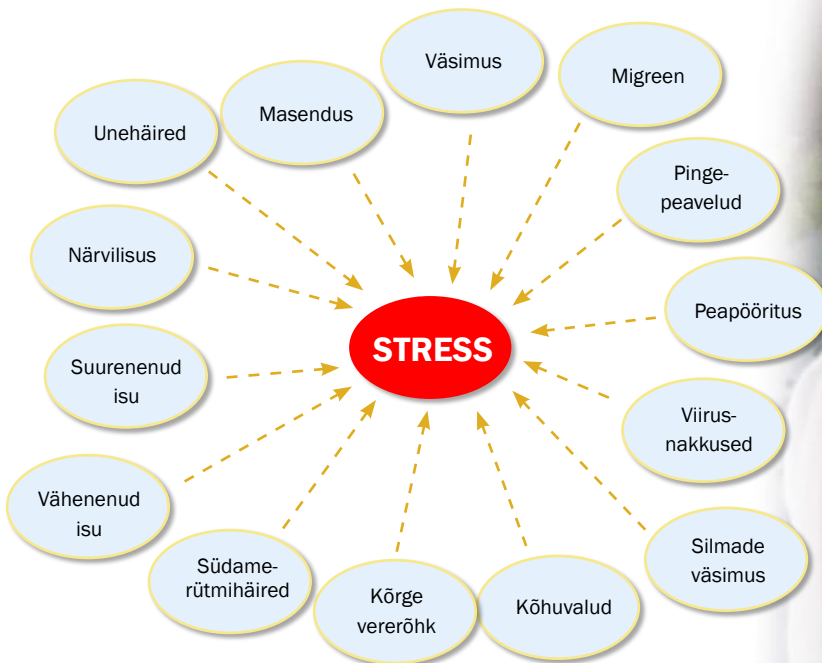 Väsimus
Migreen
Masendus
Unehäired
Pinge-
peavelud
Närvilisus
Peapööritus
STRESS
Suurenenud
isu
Viirus-
nakkused
Vähenenud
isu
Silmade
väsimus
Südame-
rütmihäired
Kõrge
vererõhk
Kõhuvalud